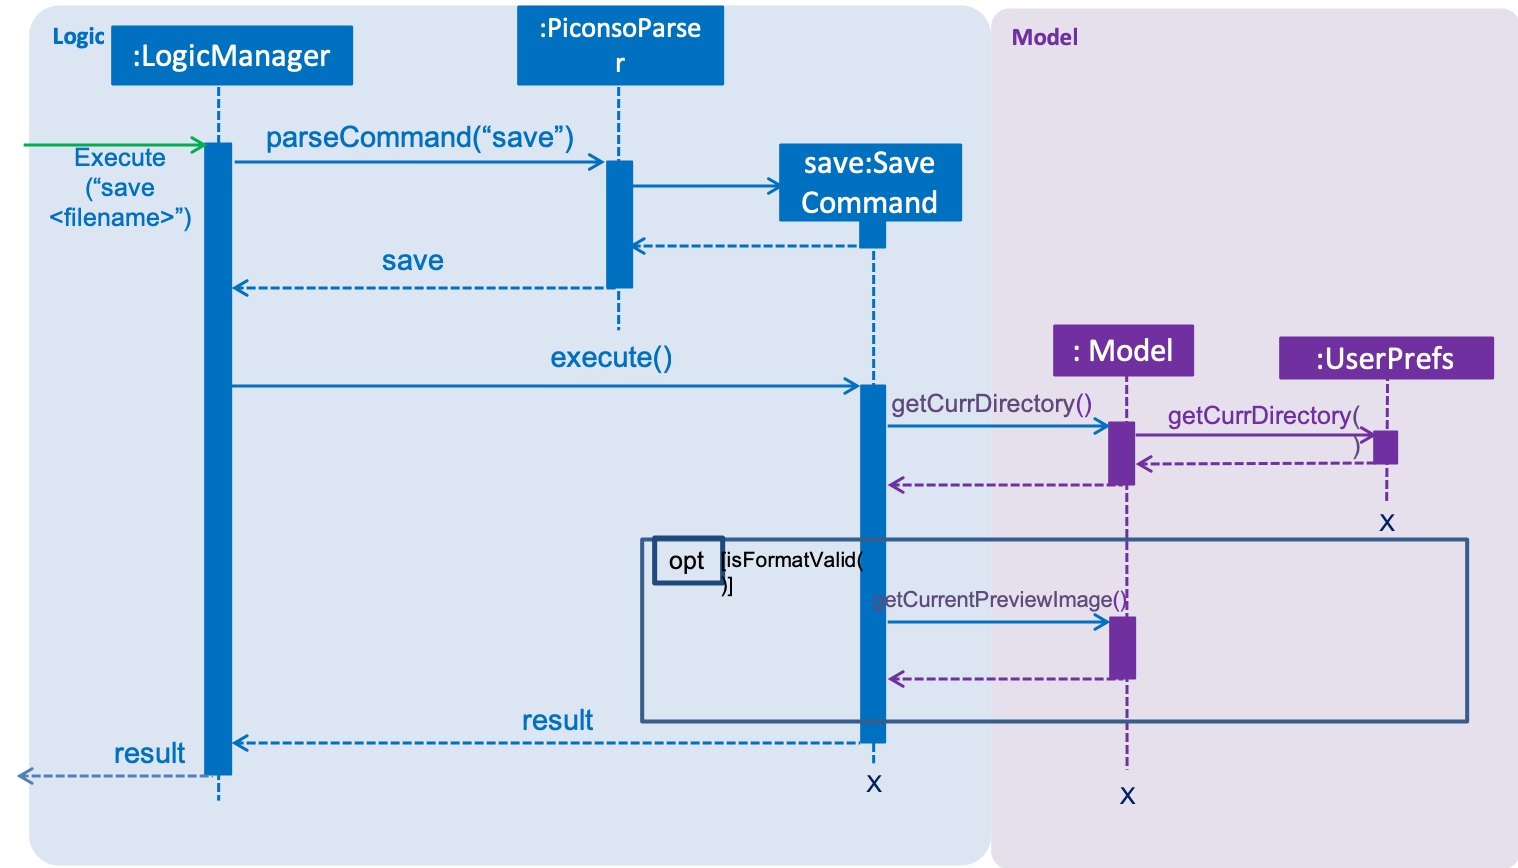 Logic
:LogicManager
:PiconsoParse
r
Model
parseCommand(“save”)
Execute
(“save
<filename>”)
save:Save
Command
save
execute()
: Model
:UserPrefs
getCurrDirectory()
getCurrDirectory(
)
X
opt
[isFormatValid(
)]
getCurrentPreviewImage()
result
result
X
X